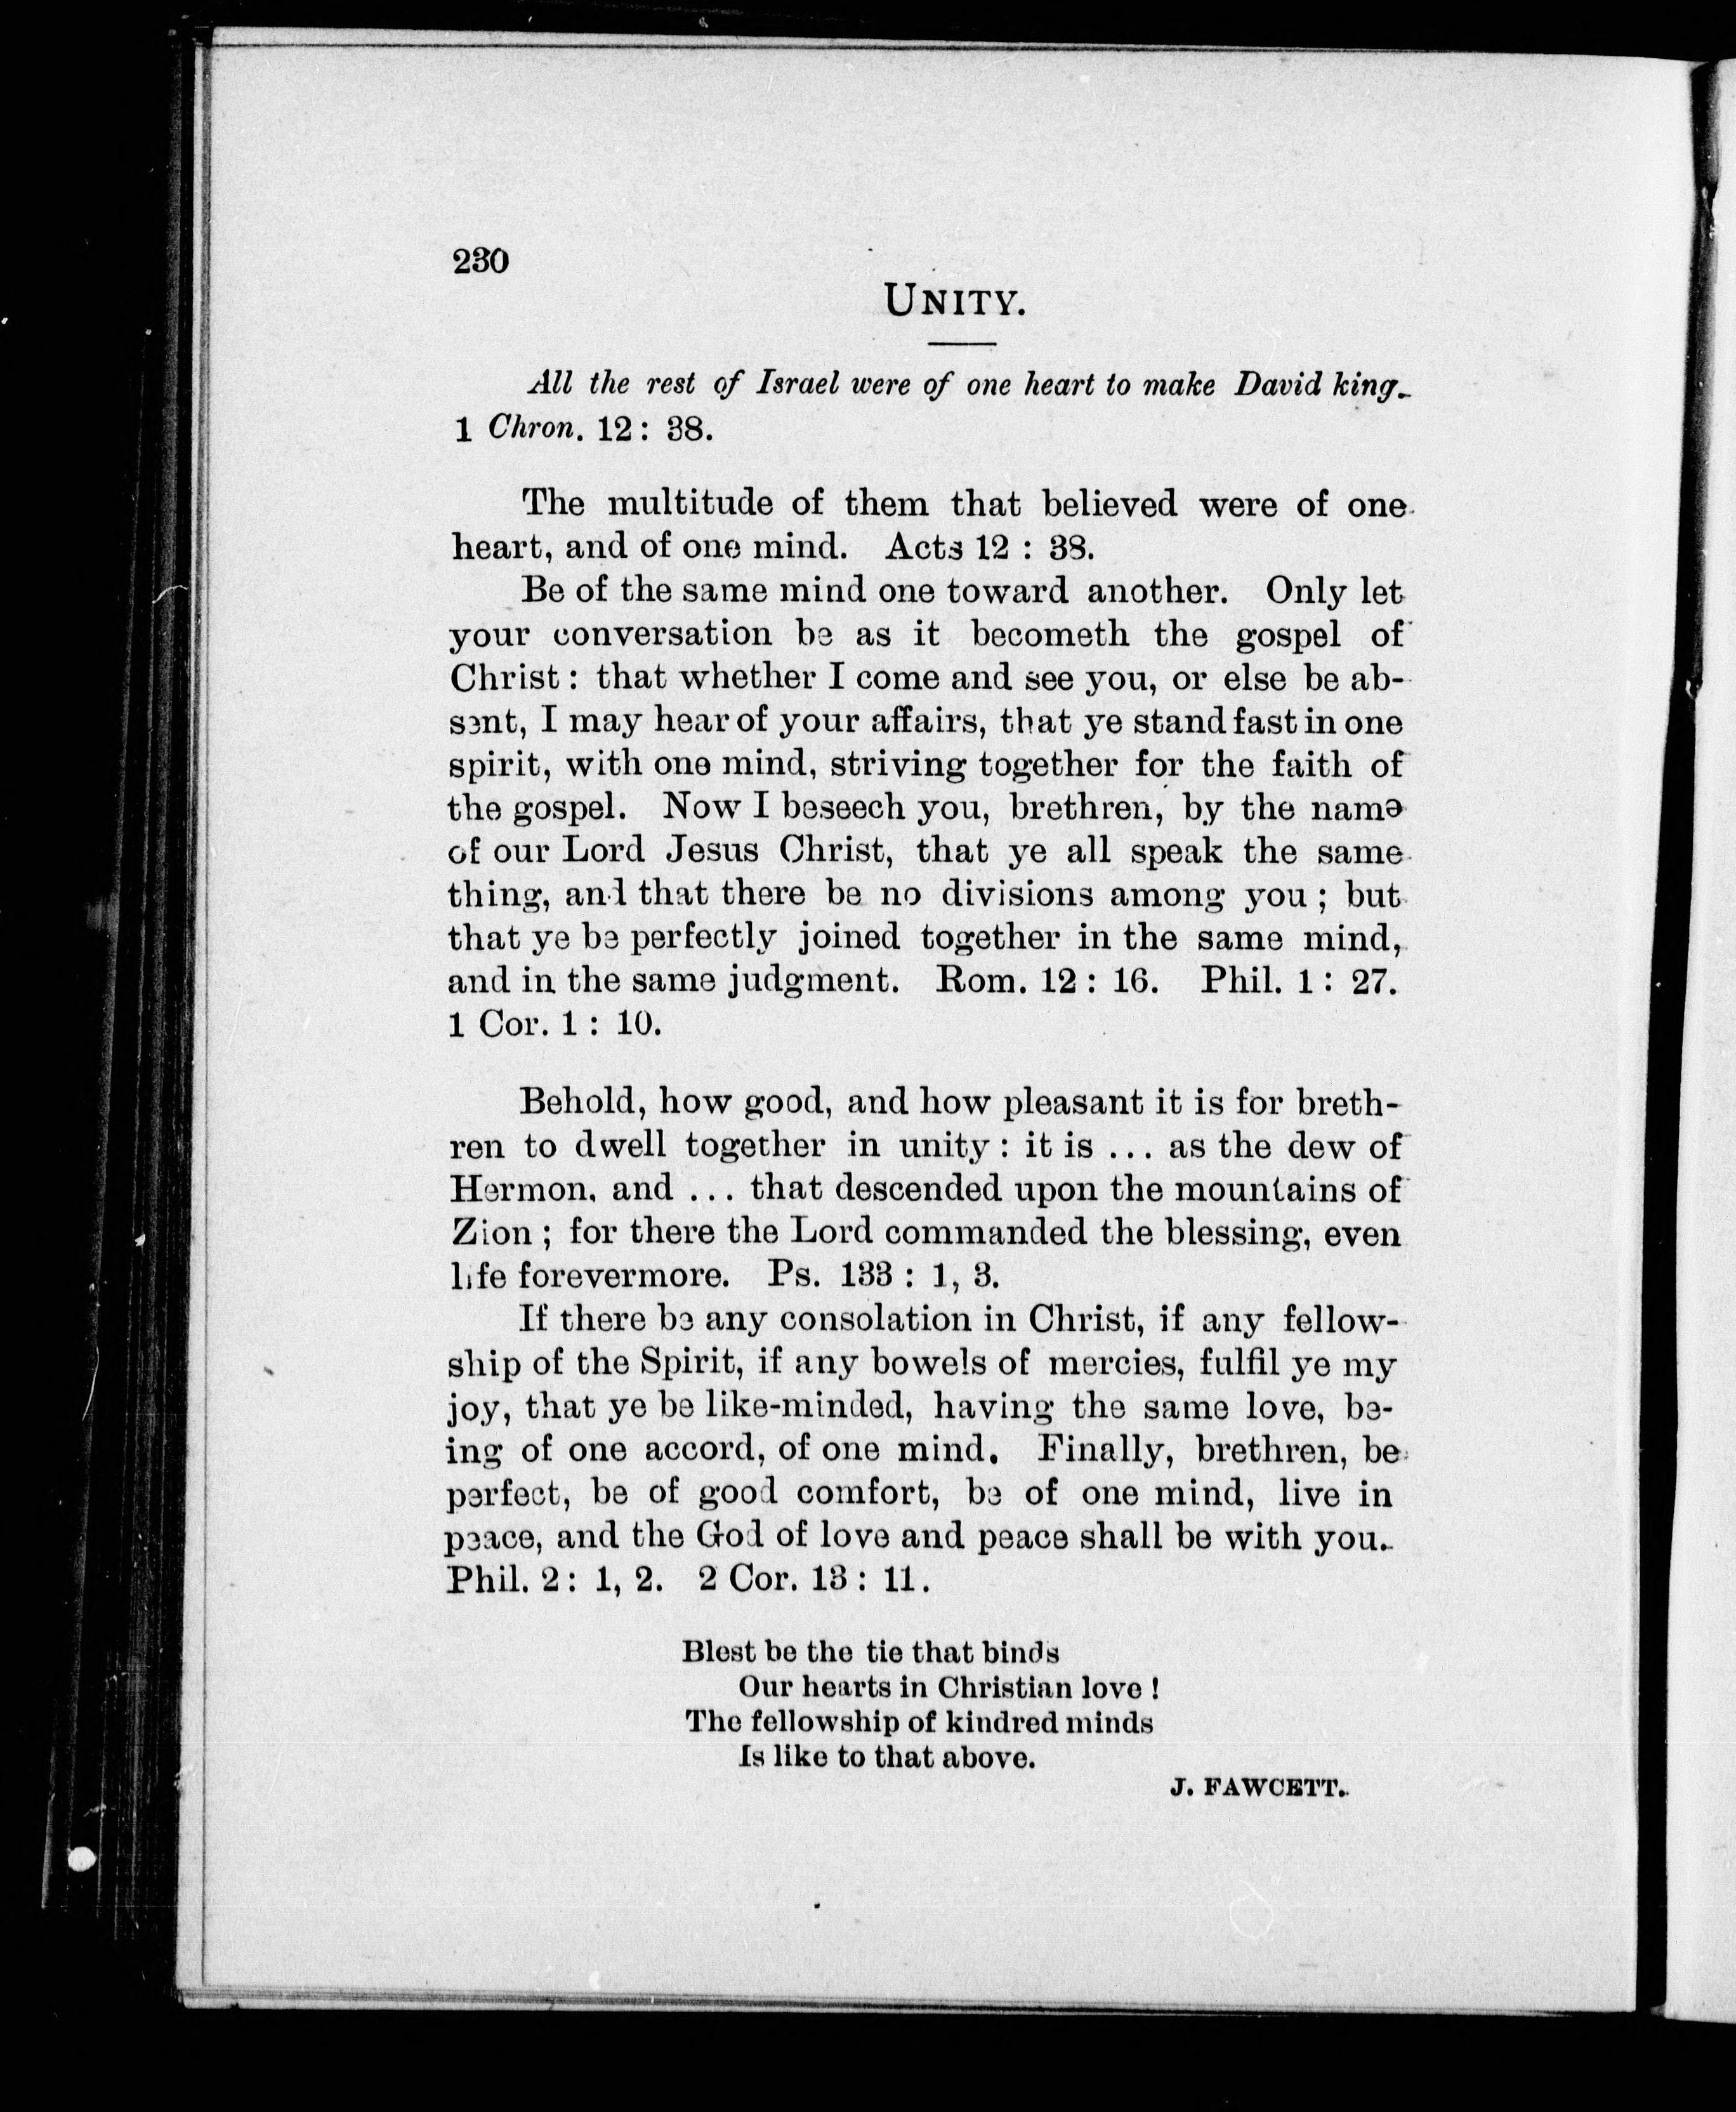 230
UNITY.
All the rest of Israel were of one heart to make David king.
1 Chron. 12: 38.
The multitude of them that believed were of one
heart, and of one mind. Acts 12 : 38.
Be of the same mind one toward another. Only let
your conversation be as it becometh the gospel of
Christ: that whether I come and see you, or else be ab-
sent, I may hear of your affairs, that ye stand fast in one
spirit, with one mind, striving together for the faith of
the gospel. Now I beseech you, brethren, by the name
of our Lord Jesus Christ, that ye all speak the same
thing, and that there be no divisions among you; but
that ye be perfectly joined together in the same mind,
and in the same judgment. Rom. 12: 16. Phil. 1: 27.
1 Cor. 1: 10.
Behold, how good, and how pleasant it is for breth-
ren to dwell together in unity: it is ... as the dew of
Hermon, and ... that descended upon the mountains of
Zion; for there the Lord commanded the blessing, even
life forevermore. Ps. 133: 1, 3.
If there be any consolation in Christ, if any fellow-
ship of the Spirit, if any bowels of mercies, fulfil ye my
joy, that ye be like-minded, having the same love, be-
ing of one accord, of one mind. Finally, brethren, be
perfect, be of good comfort, be of one mind, live in
peace, and the God of love and peace shall be with you.
Phil. 2: 1, 2. 2 Cor. 13: 11.
Blest be the tie that binds
Our hearts in Christian love!
The fellowship of kindred minds
Is like to that above.
J. FAWCETT.